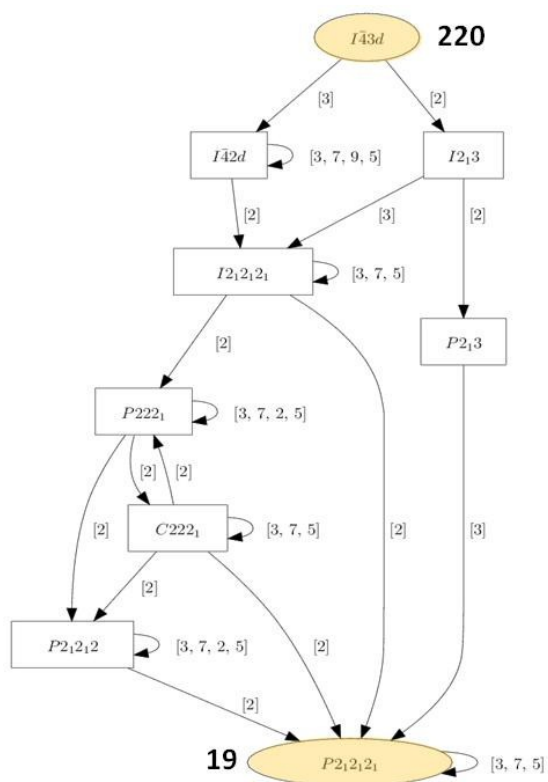 I4̄3d 220
[3] [2]
I4̄2d [3, 7, 9, 5] I2₁3
[2] [3] [2]
I2₁2₁2₁ [3, 7, 5]
P2₁3
[2]
P222₁ [3, 7, 2, 5]
[2] [2]
[2] [2] [3]
C222₁ [3, 7, 5]
[2]
P2₁2₁2 [3, 7, 2, 5] [2]
[2]
19 P2₁2₁2₁ [3, 7, 5]